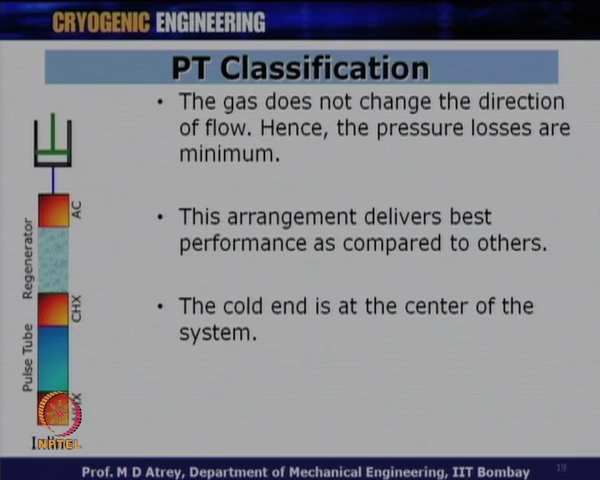 CRYOGENIC ENGINEERING
PT Classification
• The gas does not change the direction
of flow. Hence, the pressure losses are
minimum.
• This arrangement delivers best
performance as compared to others.
• The cold end is at the center of the
system.
AC
Regenerator
CHX
Pulse Tube
NPTEL
Prof. M D Atrey, Department of Mechanical Engineering, IIT Bombay
19